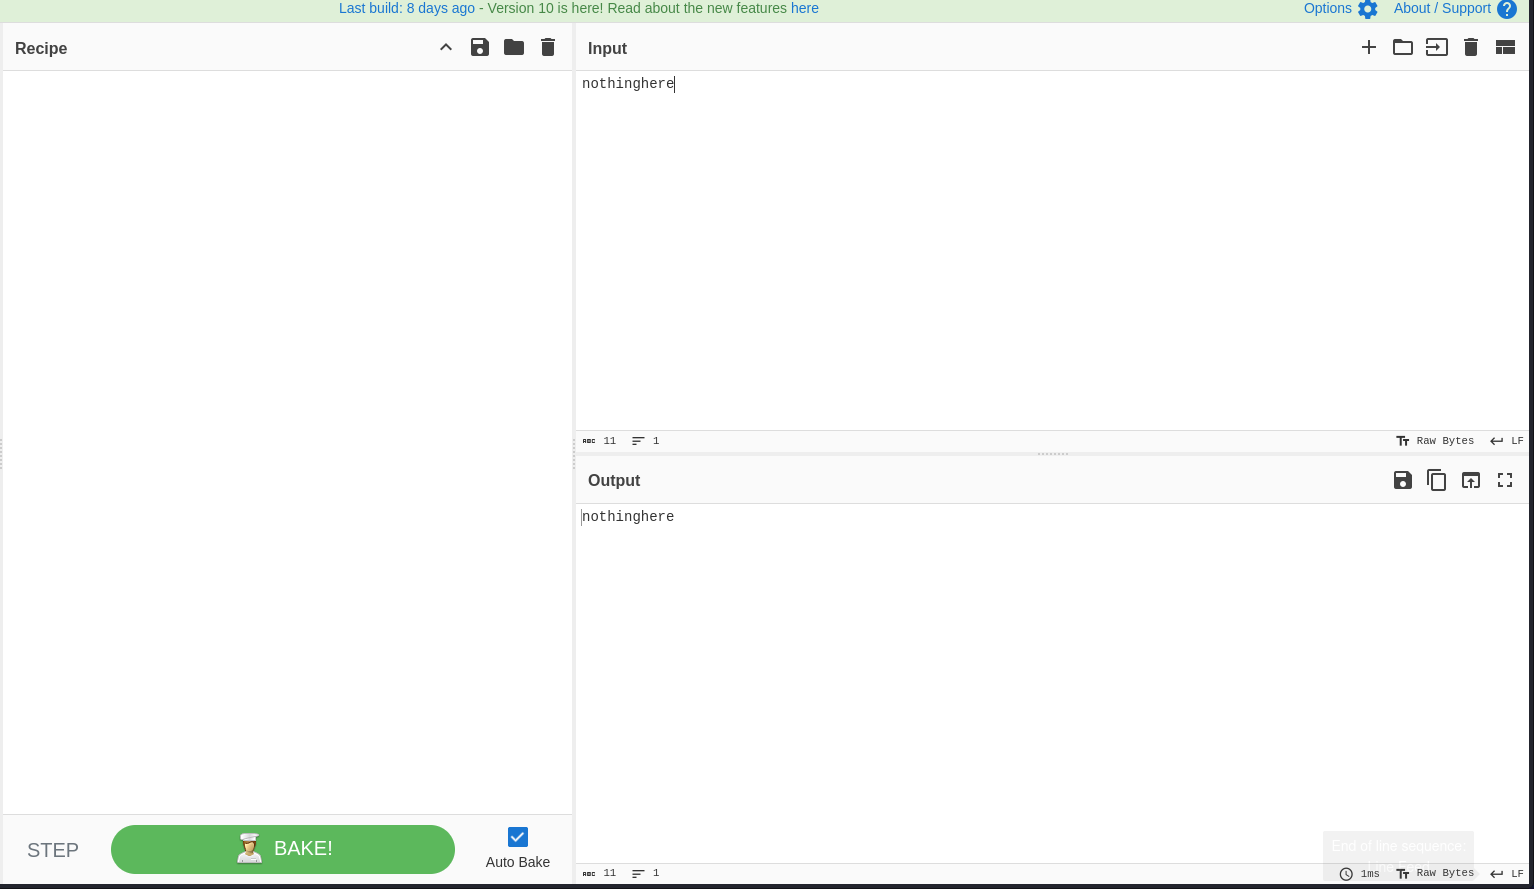 Last build: 8 days ago - Version 10 is here! Read about the new features here
Options
About / Support
Recipe
Input
nothinghere
ABC 11 1
Raw Bytes
LF
Output
nothinghere
STEP
BAKE!
Auto Bake
End of line sequence:
ABC 11 1
1ms
Raw Bytes
LF